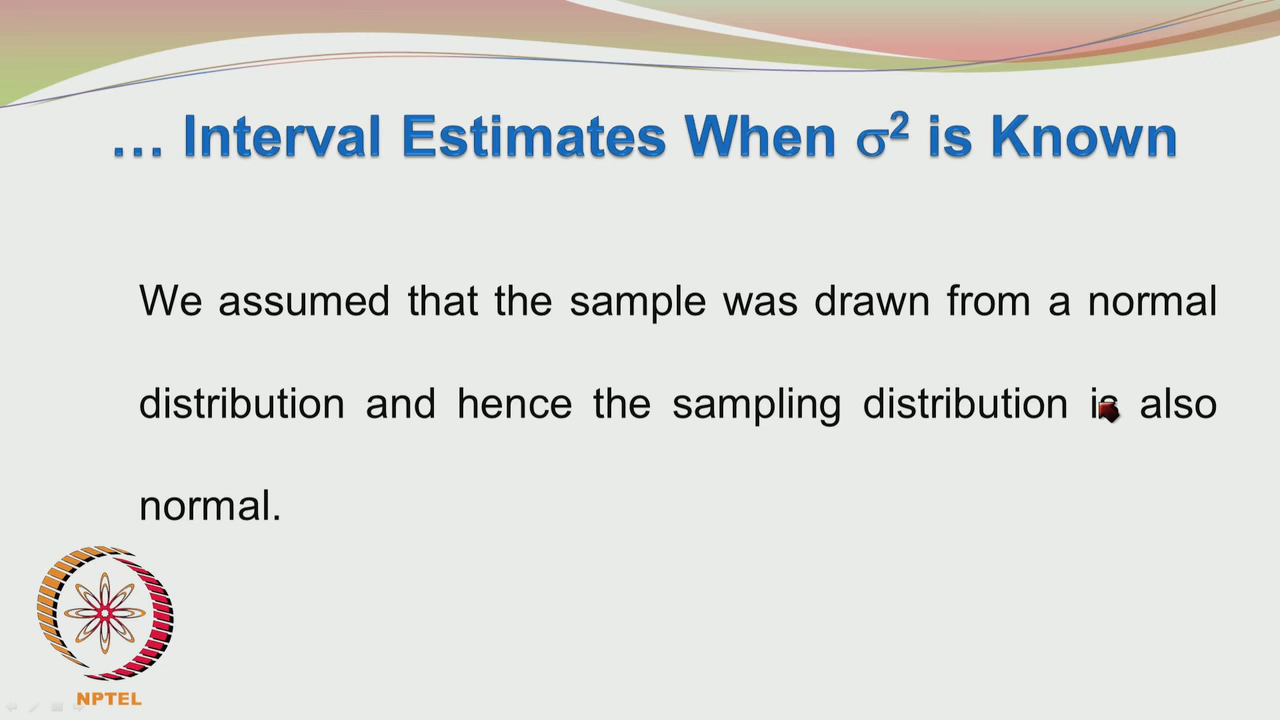 ... Interval Estimates When σ² is Known
We assumed that the sample was drawn from a normal
distribution and hence the sampling distribution is also
normal.
NPTEL